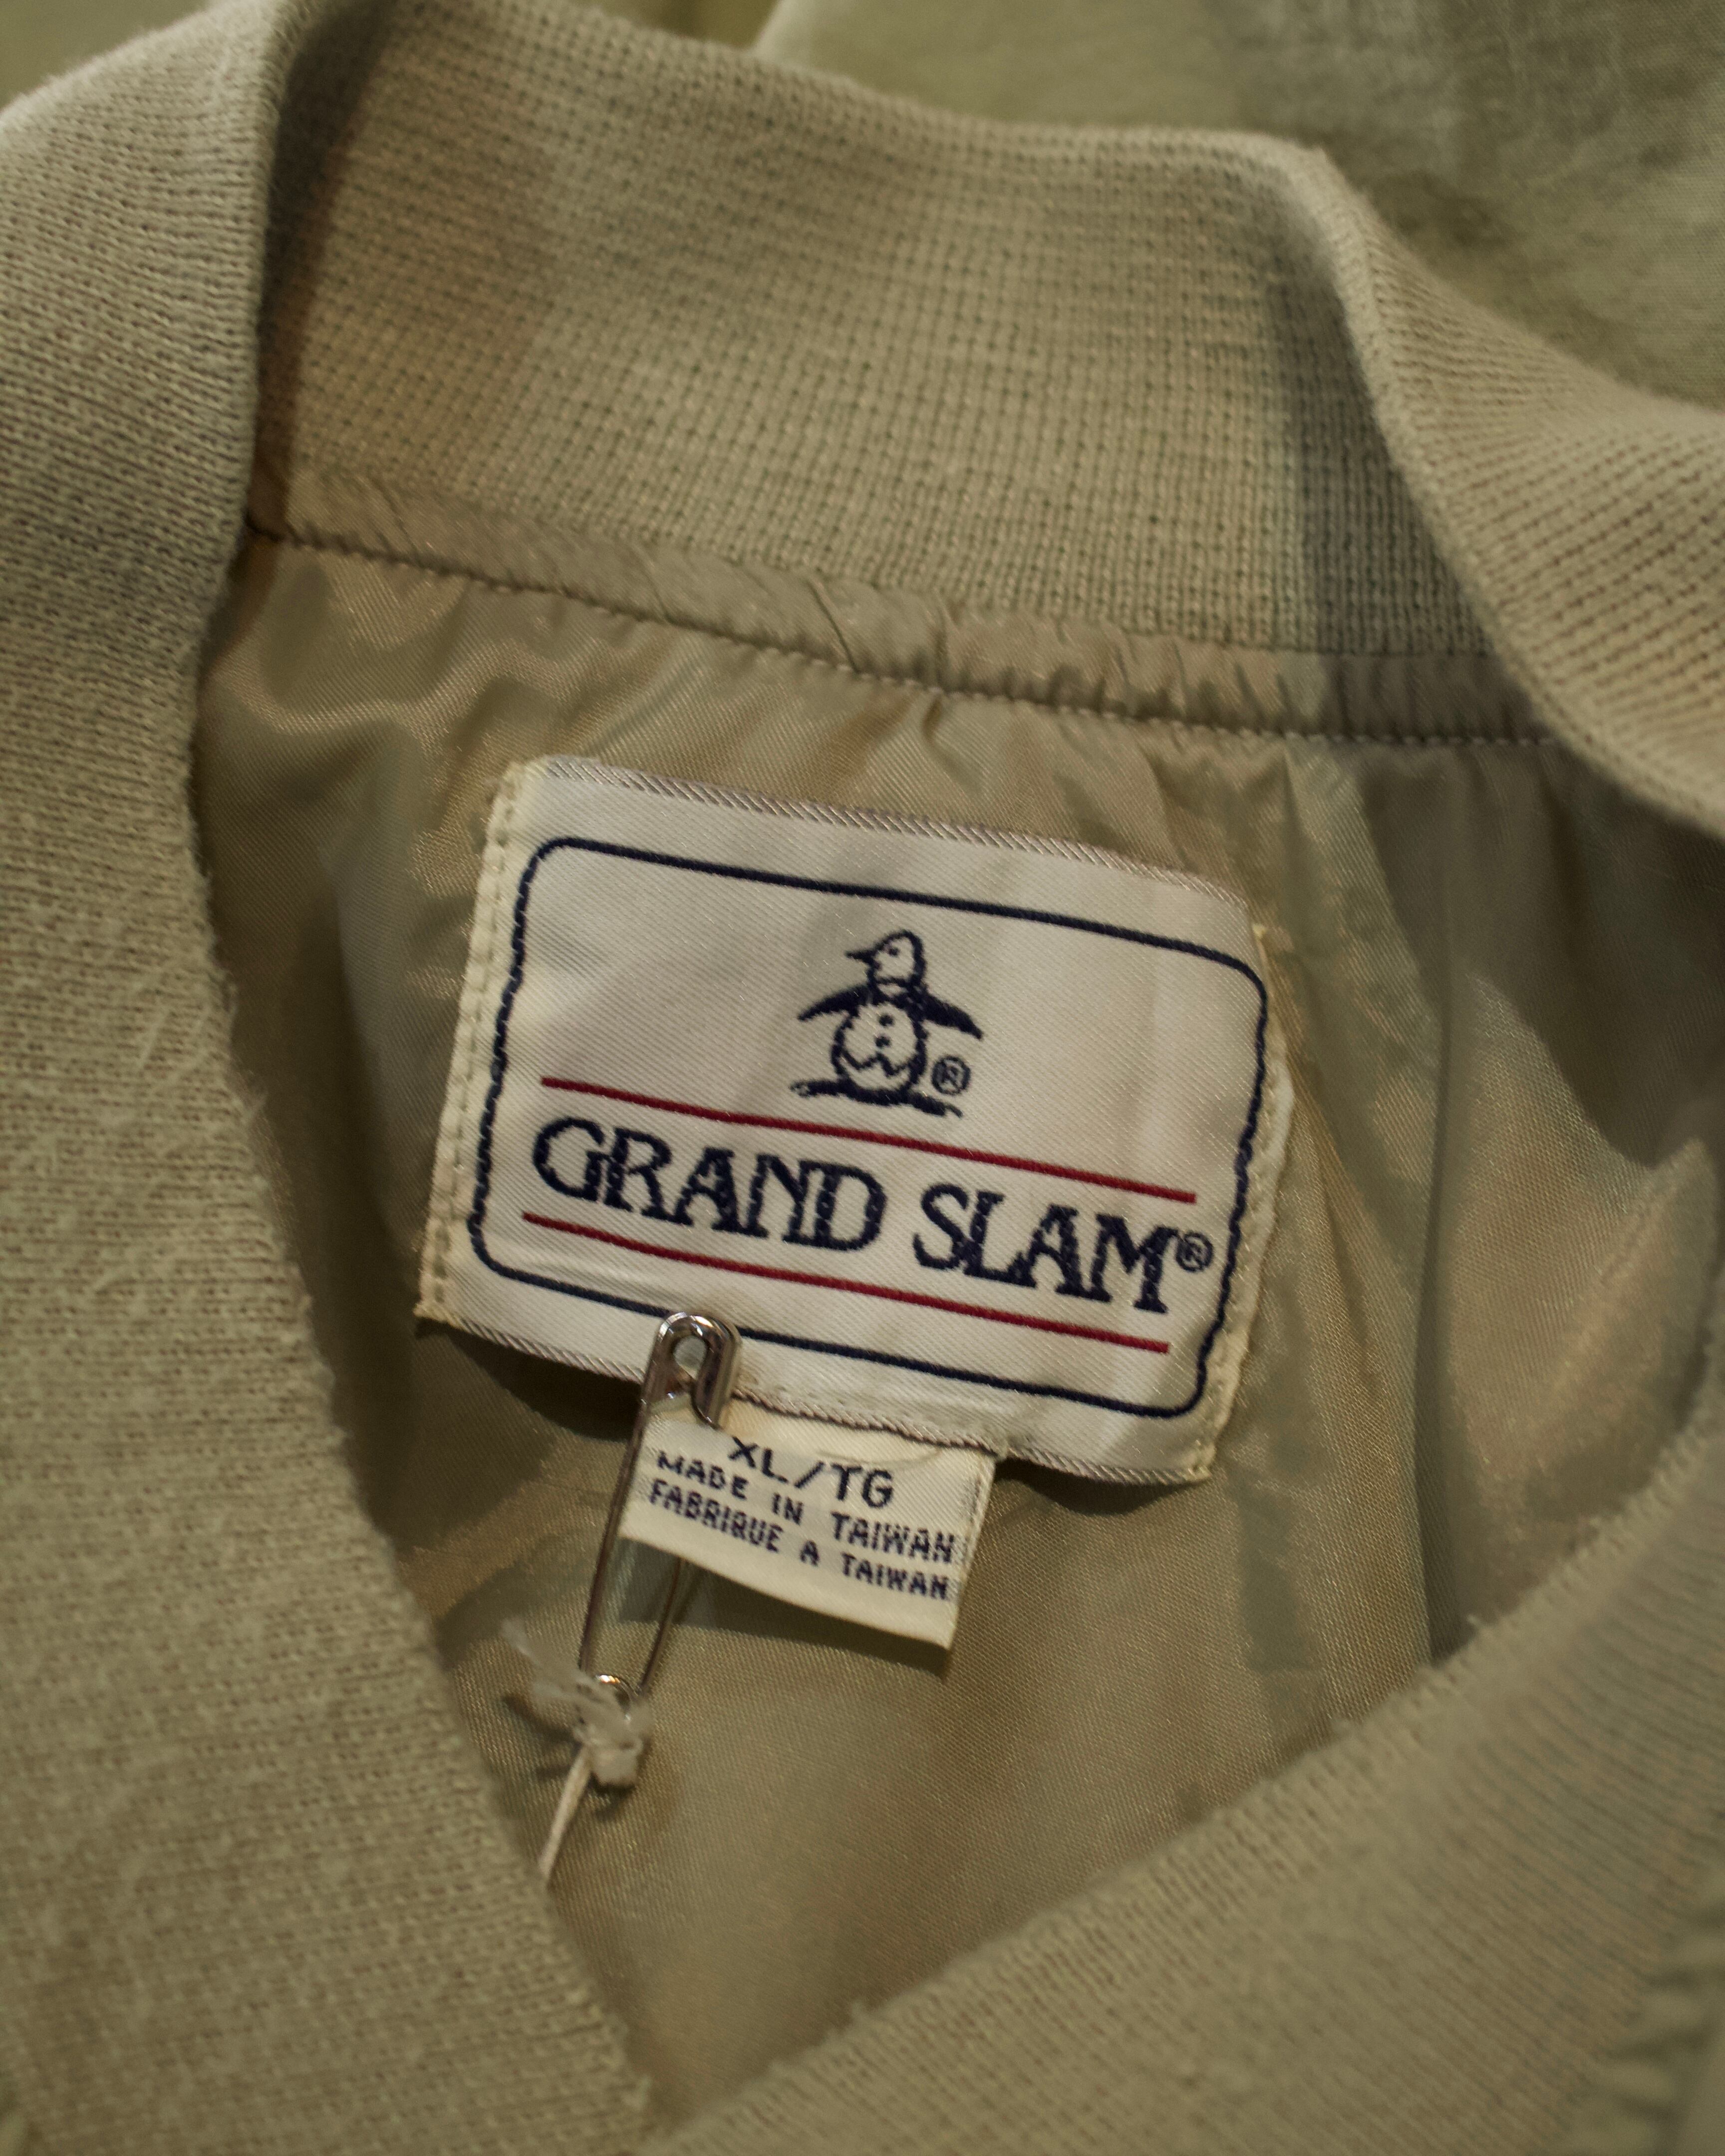 ®
GRAND SLAM®
XL/TG
MADE IN TAIWAN
FABRIQUE A TAIWAN